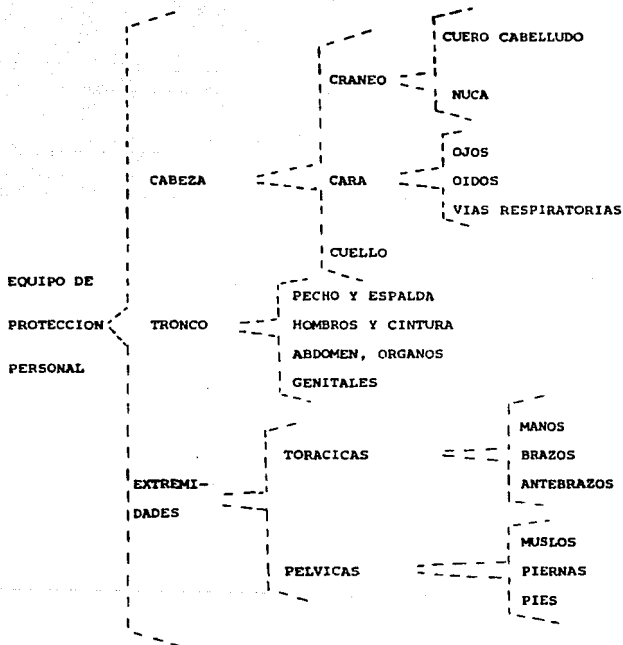 CUERO CABELLUDO
CRANEO
NUCA
OJOS
CABEZA
CARA
OIDOS
VIAS RESPIRATORIAS
CUELLO
EQUIPO DE
PROTECCION
PERSONAL
TRONCO
PECHO Y ESPALDA
HOMBROS Y CINTURA
ABDOMEN, ORGANOS
GENITALES
EXTREMI-
DADES
TORACICAS
MANOS
BRAZOS
ANTEBRAZOS
PELVICAS
MUSLOS
PIERNAS
PIES